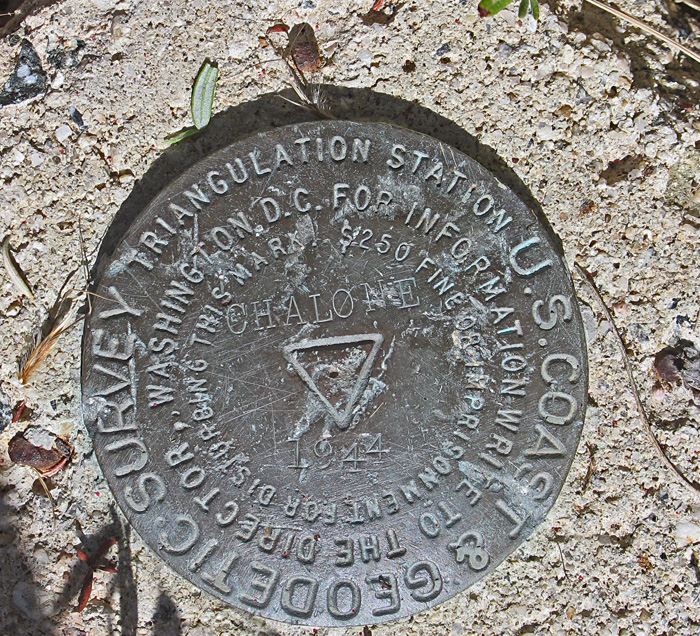 U.S. COAST & GEODETIC SURVEY
TRIANGULATION STATION
FOR INFORMATION WRITE TO THE DIRECTOR, WASHINGTON D.C.
$250 FINE OR IMPRISONMENT FOR DISTURBING THIS MARK.
CHALONE
1944